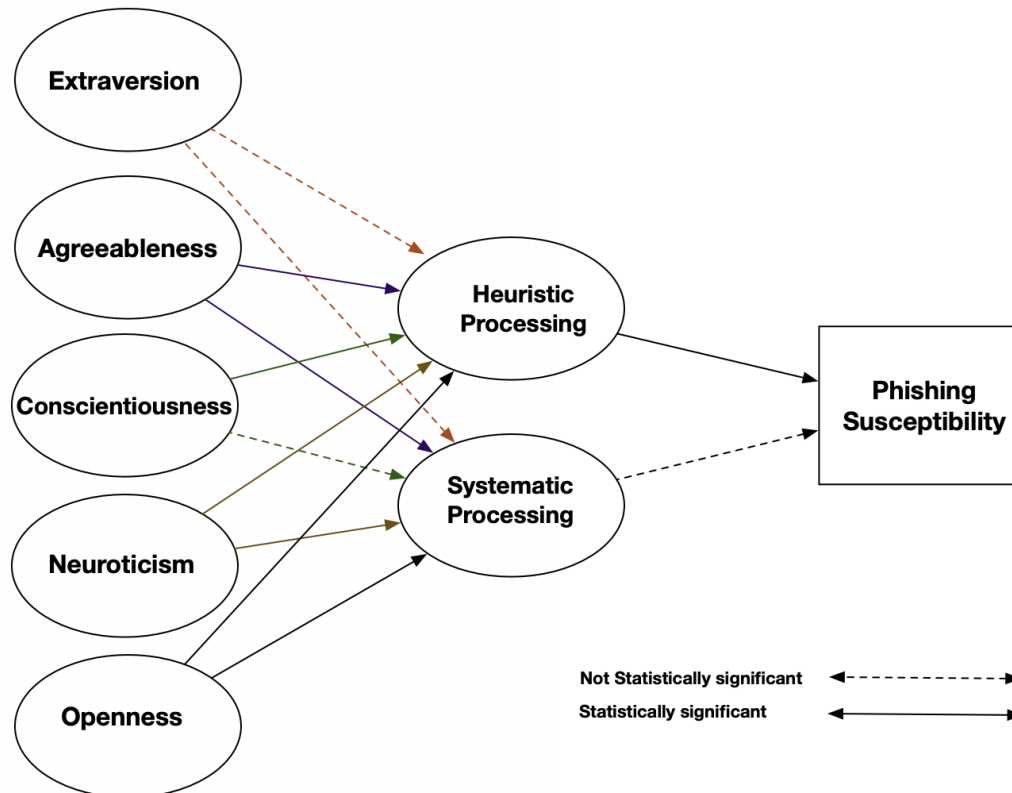 Extraversion
Agreeableness
Conscientiousness
Neuroticism
Openness
Heuristic
Processing
Systematic
Processing
Phishing
Susceptibility
Not Statistically significant
Statistically significant